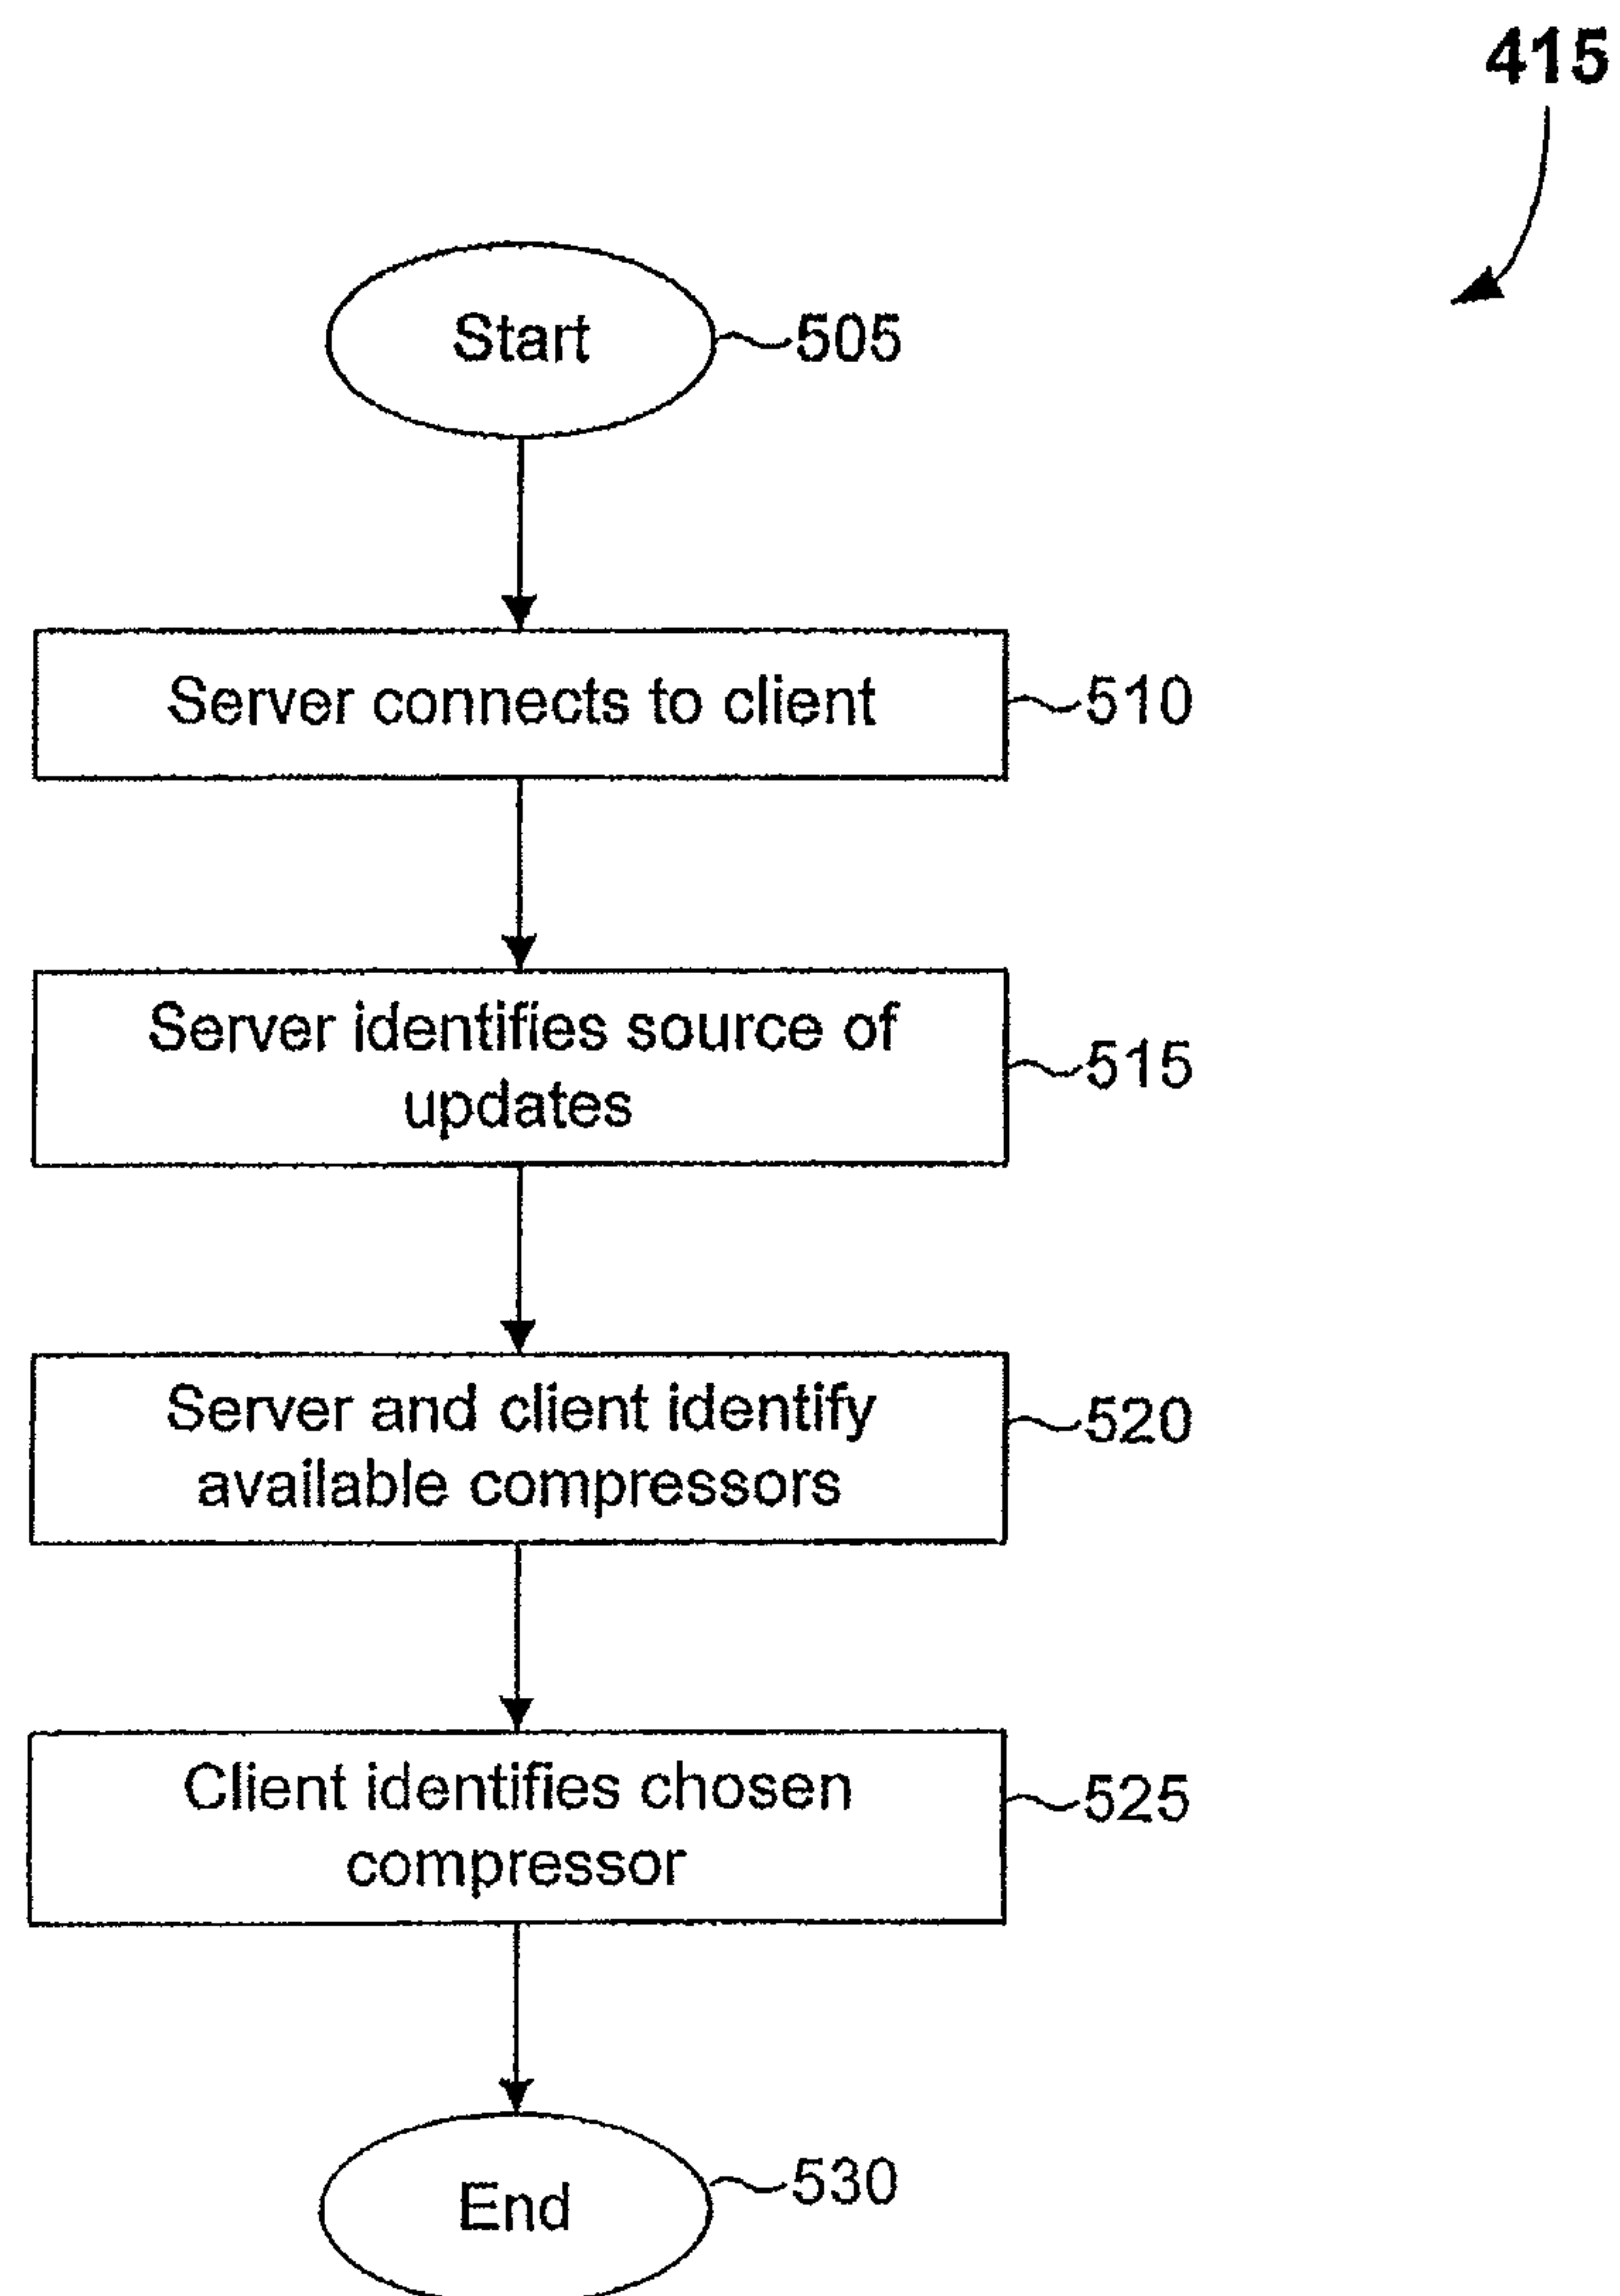 415
Start
505
Server connects to client
510
Server identifies source of
updates
515
Server and client identify
available compressors
520
Client identifies chosen
compressor
525
End
530